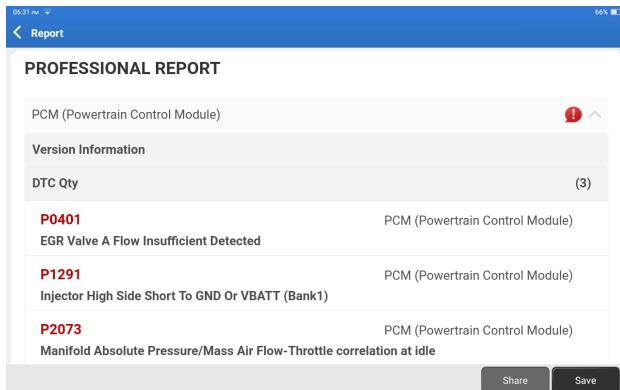 06:31 PM 66%
Report
PROFESSIONAL REPORT
PCM (Powertrain Control Module)
Version Information
DTC Qty (3)
P0401 PCM (Powertrain Control Module)
EGR Valve A Flow Insufficient Detected
P1291 PCM (Powertrain Control Module)
Injector High Side Short To GND Or VBATT (Bank1)
P2073 PCM (Powertrain Control Module)
Manifold Absolute Pressure/Mass Air Flow-Throttle correlation at idle
Share Save